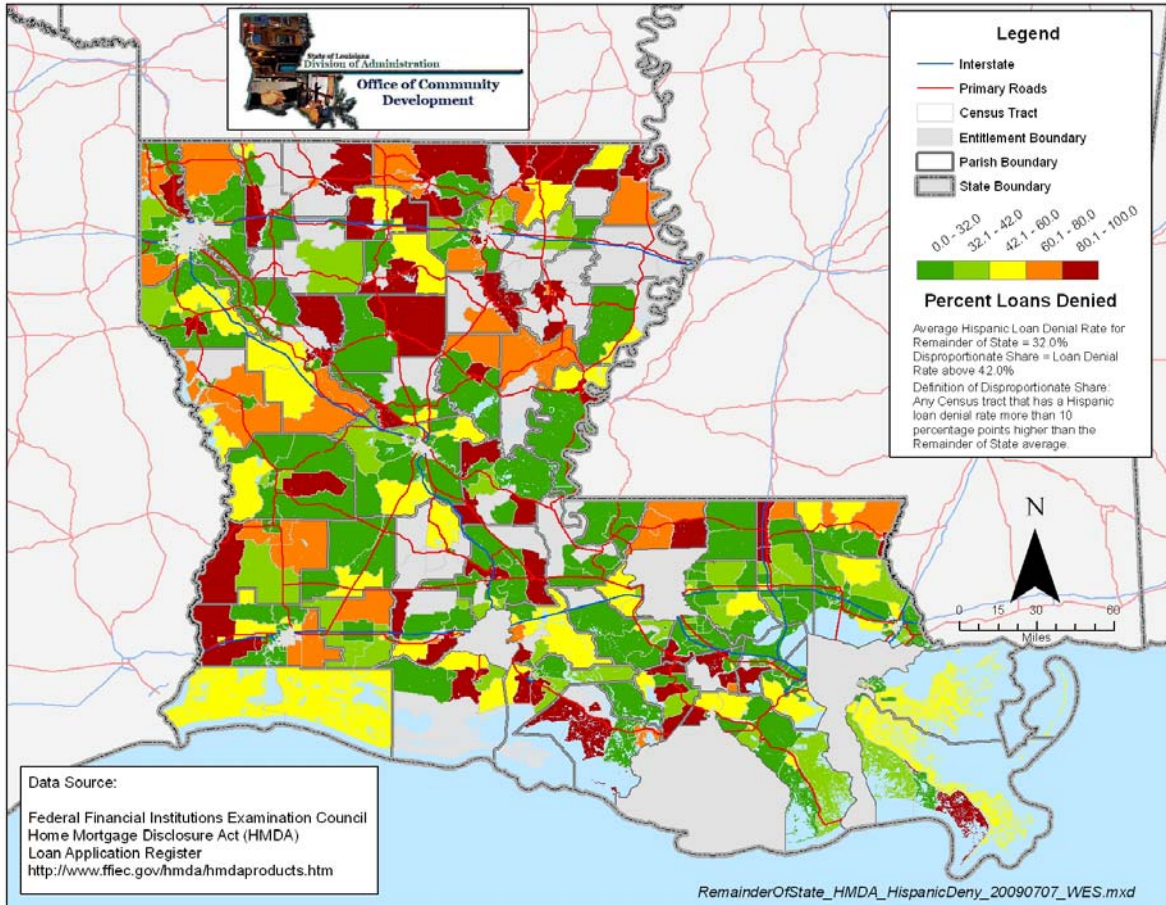 State of Louisiana
Division of Administration
Office of Community
Development
Legend
Interstate
Primary Roads
Census Tract
Entitlement Boundary
Parish Boundary
State Boundary
0.0 - 32.0
32.1 - 42.0
42.1 - 60.0
60.1 - 80.0
80.1 - 100.0
Percent Loans Denied
Average Hispanic Loan Denial Rate for
Remainder of State = 32.0%
Disproportonate Share = Loan Denial
Rate above 42.0%
Definition of Disproportionate Share:
Any Census tract that has a Hispanic
loan denial rate more than 10
percentage points higher than the
Remainder of State average.
N
0 15 30 60
Miles
Data Source:
Federal Financial Institutions Examination Council
Home Mortgage Disclosure Act (HMDA)
Loan Application Register
http://www.ffiec.gov/hmda/hmdaproducts.htm
RemainderOfState_HMDA_HispanicDeny_20090707_WES.mxd